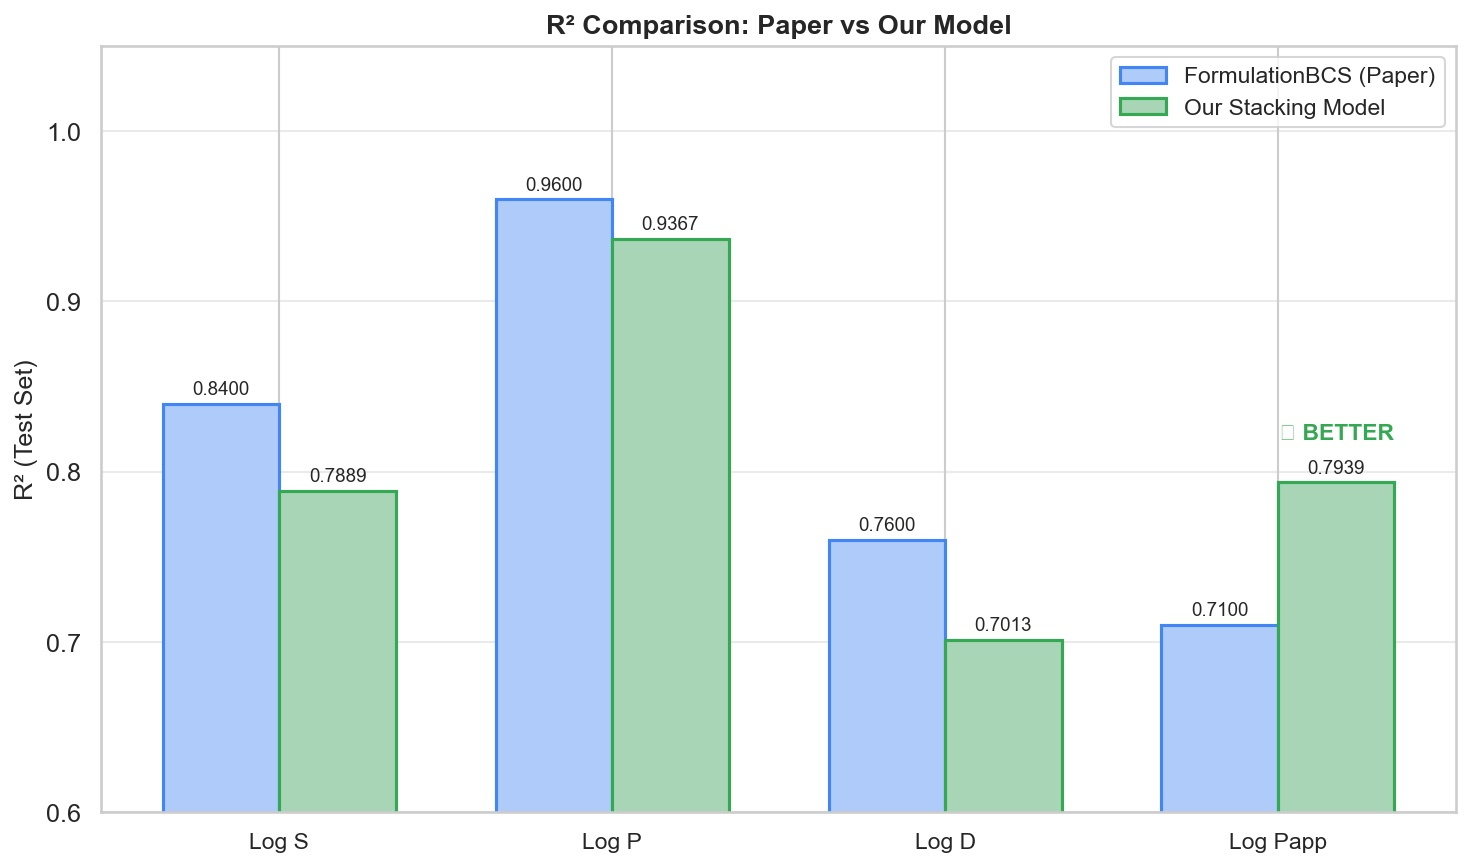 R² Comparison: Paper vs Our Model
FormulationBCS (Paper)
Our Stacking Model
R² (Test Set)
1.0
0.9
0.8
0.7
0.6
0.8400
0.7889
0.9600
0.9367
0.7600
0.7013
0.7100
BETTER
0.7939
Log S
Log P
Log D
Log Papp